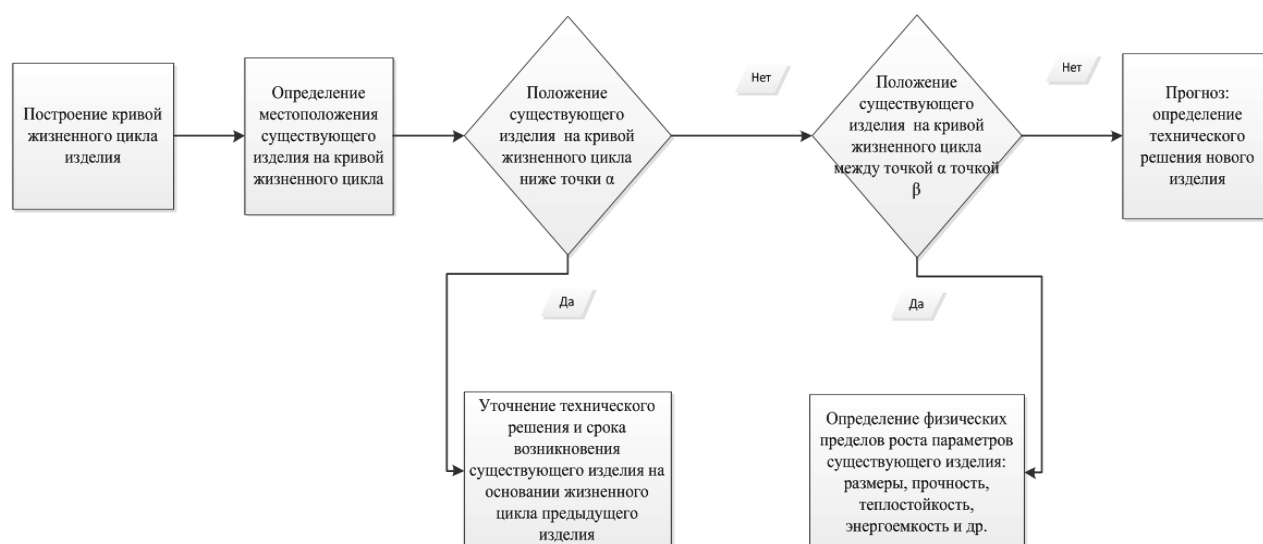 Построение кривой
жизненного цикла
изделия
Определение
местоположения
существующего
изделия на кривой
жизненного цикла
Положение
существующего
изделия на кривой
жизненного цикла
ниже точки α
Нет
Положение
существующего
изделия на кривой
жизненного цикла
между точкой α точкой
β
Нет
Прогноз:
определение
технического
решения нового
изделия
Да
Да
Уточнение технического
решения и срока
возникновения
существующего изделия на
основании жизненного
цикла предыдущего
изделия
Определение физических
пределов роста параметров
существующего изделия:
размеры, прочность,
теплостойкость,
энергоемкость и др.